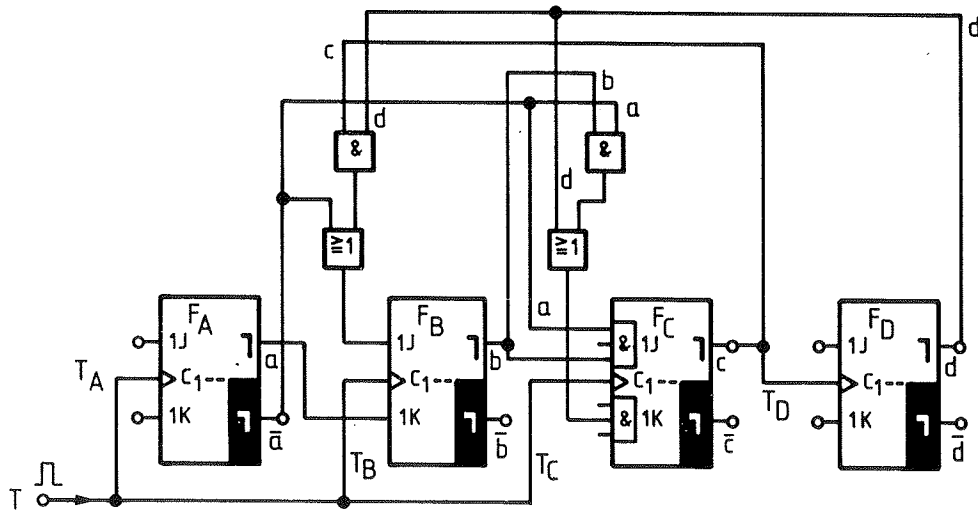 d
c
b
a
d
&
&
d
≧1
≧1
a
F_A
F_B
F_C
F_D
1J
a
1J
b
&
1J
c
1J
d
T_A
C1
C1
C1
T_D
C1
1K
a̅
1K
b̅
&
1K
c̅
1K
d̅
T_B
T_C
T